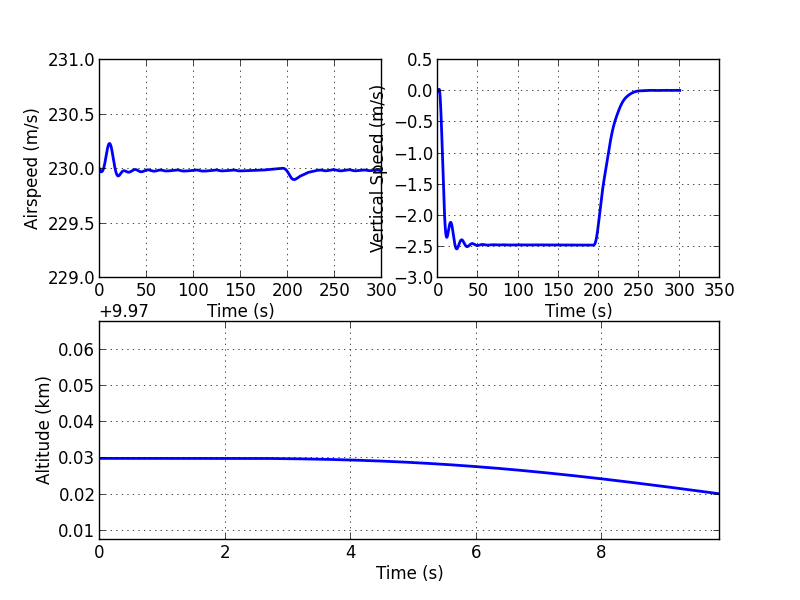 231.0
230.5
230.0
229.5
229.0
Airspeed (m/s)
0 50 100 150 200 250 300
Time (s)
0.5
0.0
−0.5
−1.0
−1.5
−2.0
−2.5
−3.0
Vertical Speed (m/s)
0 50 100 150 200 250 300 350
Time (s)
+9.97
0.06
0.05
0.04
0.03
0.02
0.01
Altitude (km)
0 2 4 6 8
Time (s)